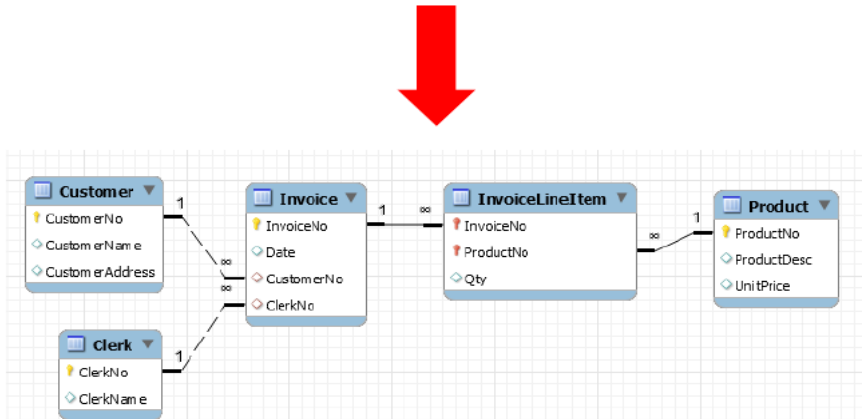 Customer
CustomerNo
CustomerName
CustomerAddress
1
∞
Clerk
ClerkNo
ClerkName
1
∞
Invoice
InvoiceNo
Date
CustomerNo
ClerkNo
1
∞
InvoiceLineItem
InvoiceNo
ProductNo
Qty
∞
1
Product
ProductNo
ProductDesc
UnitPrice